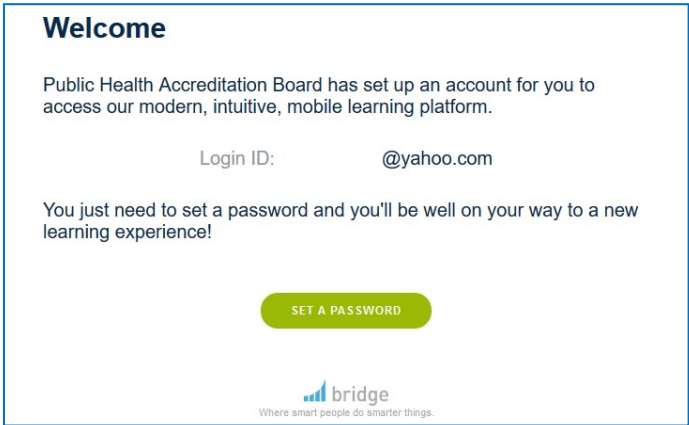 Welcome
Public Health Accreditation Board has set up an account for you to
access our modern, intuitive, mobile learning platform.
Login ID: @yahoo.com
You just need to set a password and you'll be well on your way to a new
learning experience!
SET A PASSWORD
bridge
Where smart people do smarter things.